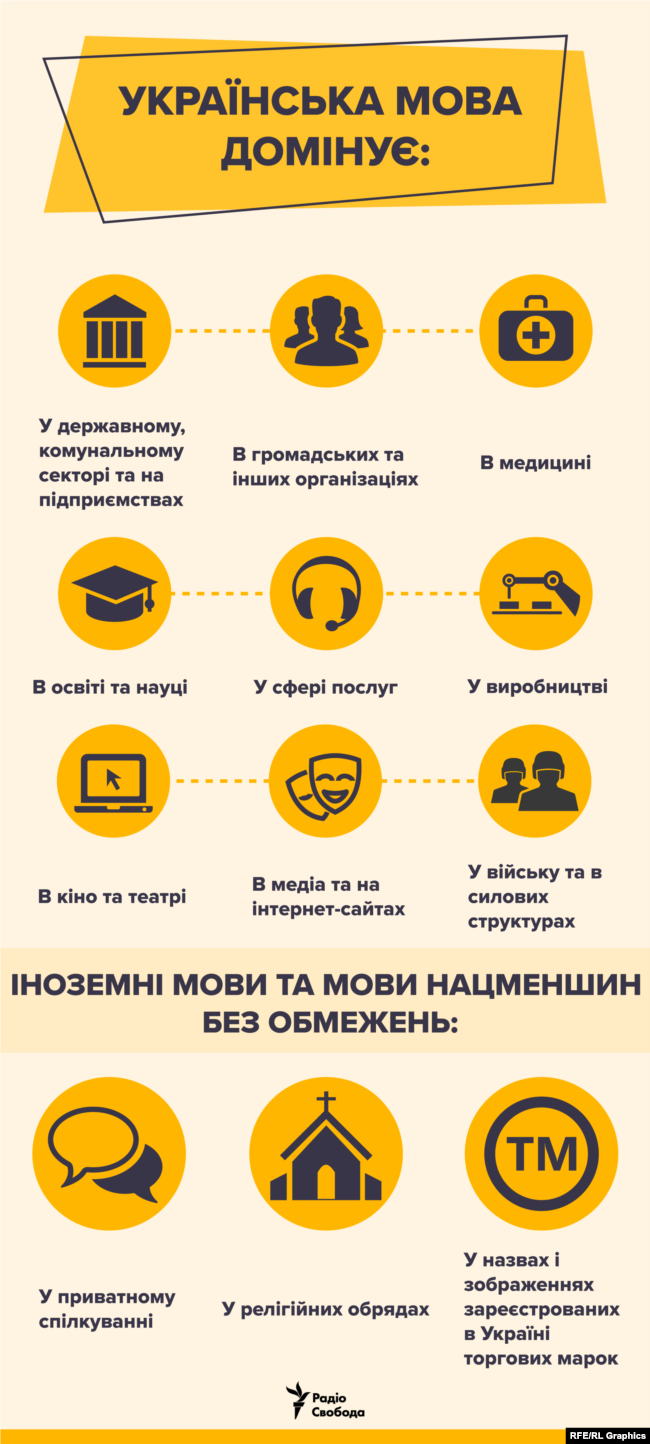 УКРАЇНСЬКА МОВА
ДОМІНУЄ:
У державному,
комунальному
секторі та на
підприємствах
В громадських та
інших організаціях
В медицині
В освіті та науці
У сфері послуг
У виробництві
В кіно та театрі
В медіа та на
інтернет-сайтах
У війську та в
силових
структурах
ІНОЗЕМНІ МОВИ ТА МОВИ НАЦМЕНШИН
БЕЗ ОБМЕЖЕНЬ:
У приватному
спілкуванні
У релігійних обрядах
TM
У назвах і
зображеннях
зареєстрованих
в Україні
торгових марок
Радіо
Свобода
RFE/RL Graphics